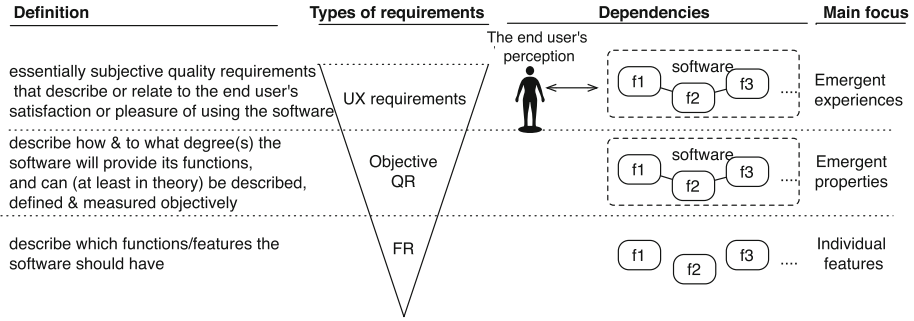 Definition
Types of requirements
Dependencies
Main focus
essentially subjective quality requirements
that describe or relate to the end user's
satisfaction or pleasure of using the software
UX requirements
The end user's
perception
software
f1
f2
f3
....
Emergent
experiences
describe how & to what degree(s) the
software will provide its functions,
and can (at least in theory) be described,
defined & measured objectively
Objective
QR
software
f1
f2
f3
....
Emergent
properties
describe which functions/features the
software should have
FR
f1
f2
f3
....
Individual
features